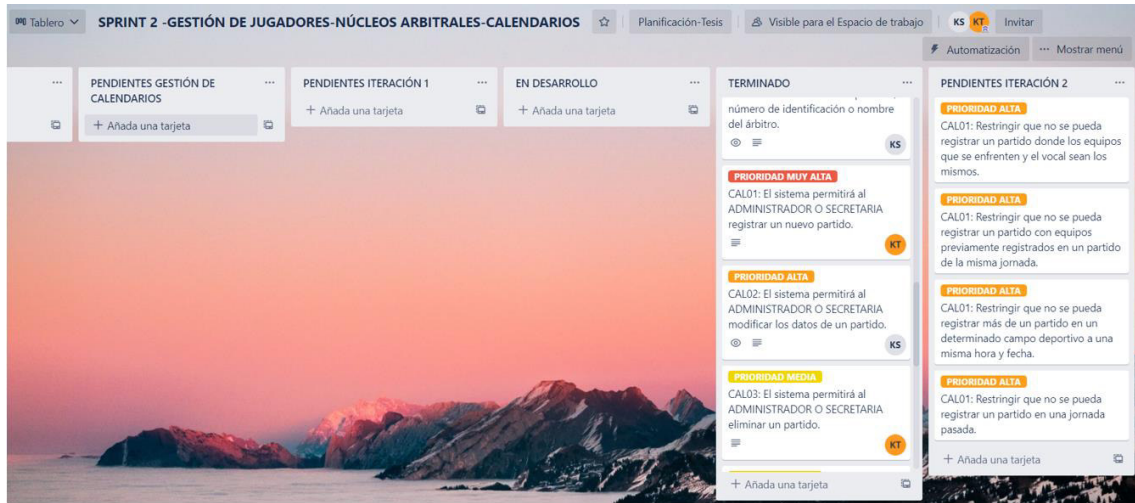 Tablero
SPRINT 2 -GESTIÓN DE JUGADORES-NÚCLEOS ARBITRALES-CALENDARIOS
Planificación-Tesis
Visible para el Espacio de trabajo
KS
KT
Invitar
Automatización
... Mostrar menú
PENDIENTES GESTIÓN DE
CALENDARIOS
+ Añada una tarjeta
PENDIENTES ITERACIÓN 1
+ Añada una tarjeta
EN DESARROLLO
+ Añada una tarjeta
TERMINADO
número de identificación o nombre
del árbitro.
KS
PRIORIDAD MUY ALTA
CAL01: El sistema permitirá al
ADMINISTRADOR O SECRETARIA
registrar un nuevo partido.
KT
PRIORIDAD ALTA
CAL02: El sistema permitirá al
ADMINISTRADOR O SECRETARIA
modificar los datos de un partido.
KS
PRIORIDAD MEDIA
CAL03: El sistema permitirá al
ADMINISTRADOR O SECRETARIA
eliminar un partido.
KT
+ Añada una tarjeta
PENDIENTES ITERACIÓN 2
PRIORIDAD ALTA
CAL01: Restringir que no se pueda
registrar un partido donde los equipos
que se enfrenten y el vocal sean los
mismos.
PRIORIDAD ALTA
CAL01: Restringir que no se pueda
registrar un partido con equipos
previamente registrados en un partido
de la misma jornada.
PRIORIDAD ALTA
CAL01: Restringir que no se pueda
registrar más de un partido en un
determinado campo deportivo a una
misma hora y fecha.
PRIORIDAD ALTA
CAL01: Restringir que no se pueda
registrar un partido en una jornada
pasada.
+ Añada una tarjeta